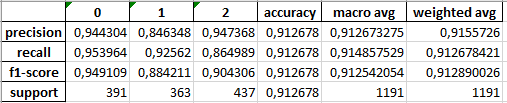 0 1 2 accuracy macro avg weighted avg
precision 0,944304 0,846348 0,947368 0,912678 0,912673275 0,9155726
recall 0,953964 0,92562 0,864989 0,912678 0,914857529 0,912678421
f1-score 0,949109 0,884211 0,904306 0,912678 0,912542054 0,912890026
support 391 363 437 0,912678 1191 1191